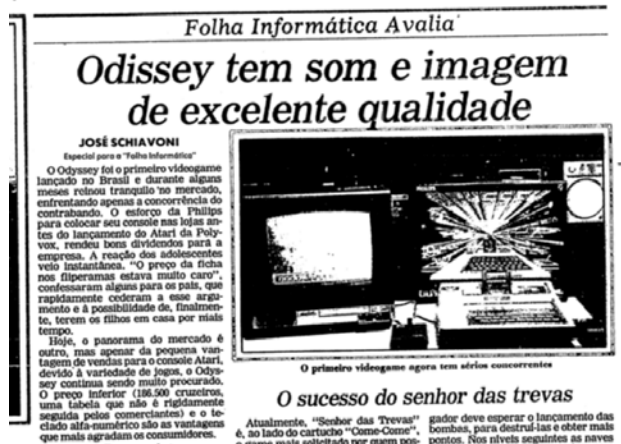 Folha Informática Avalia
Odissey tem som e imagem
de excelente qualidade
JOSÉ SCHIAVONI
Especial para a "Folha Informática"
O Odyssey foi o primeiro videogame
lançado no Brasil e durante alguns
meses reinou tranquilo no mercado,
enfrentando apenas a concorrência do
contrabando. O esforço da Philips
para colocar seu console nas lojas an-
tes do lançamento do Atari da Poly-
vox, rendeu bons dividendos para a
empresa. A reação dos adolescentes
veio instantânea. "O preço da ficha
nos fliperamas estava muito caro",
confessaram alguns para os pais, que
rapidamente cederam a esse argu-
mento e à possibilidade de, finalmen-
te, terem os filhos em casa por mais
tempo.
Hoje, o panorama do mercado é
outro, mas apenar da pequena van-
tagem de vendas para o console Atari,
devido à variedade de jogos, o Odys-
sey continua sendo muito procurado.
O preço inferior (186.500 cruzeiros,
uma tabela que não é rigidamente
seguida pelos comerciantes) e o te-
clado alfa-numérico são as vantagens
que mais agradam os consumidores.
O primeiro videogame agora tem sérios concorrentes
O sucesso do senhor das trevas
Atualmente, "Senhor das Trevas"
é, ao lado do cartucho "Come-Come",
o game mais solicitado por quem pos-
gador deve esperar o lançamento das
bombas, para destruí-las e obter mais
pontos. Nos níveis seguintes as naves